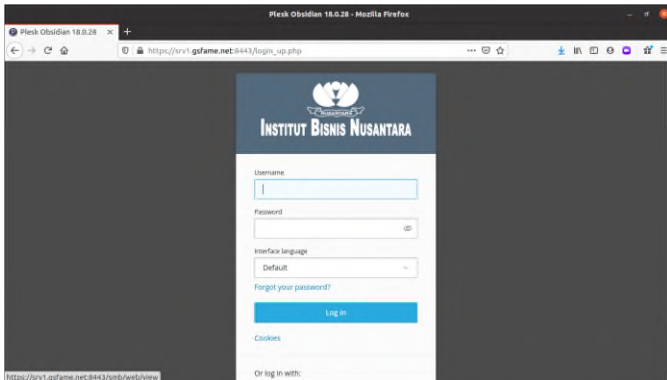 Plesk Obsidian 18.0.28 - Mozilla Firefox
Plesk Obsidian 18.0.28
https://srv1.gsfame.net:8443/login_up.php
NUSANTARA
INSTITUT BISNIS NUSANTARA
Username
Password
Interface language
Default
Forgot your password?
Log in
Cookies
Or log in with:
https://srv1.gsfame.net:8443/smb/web/view